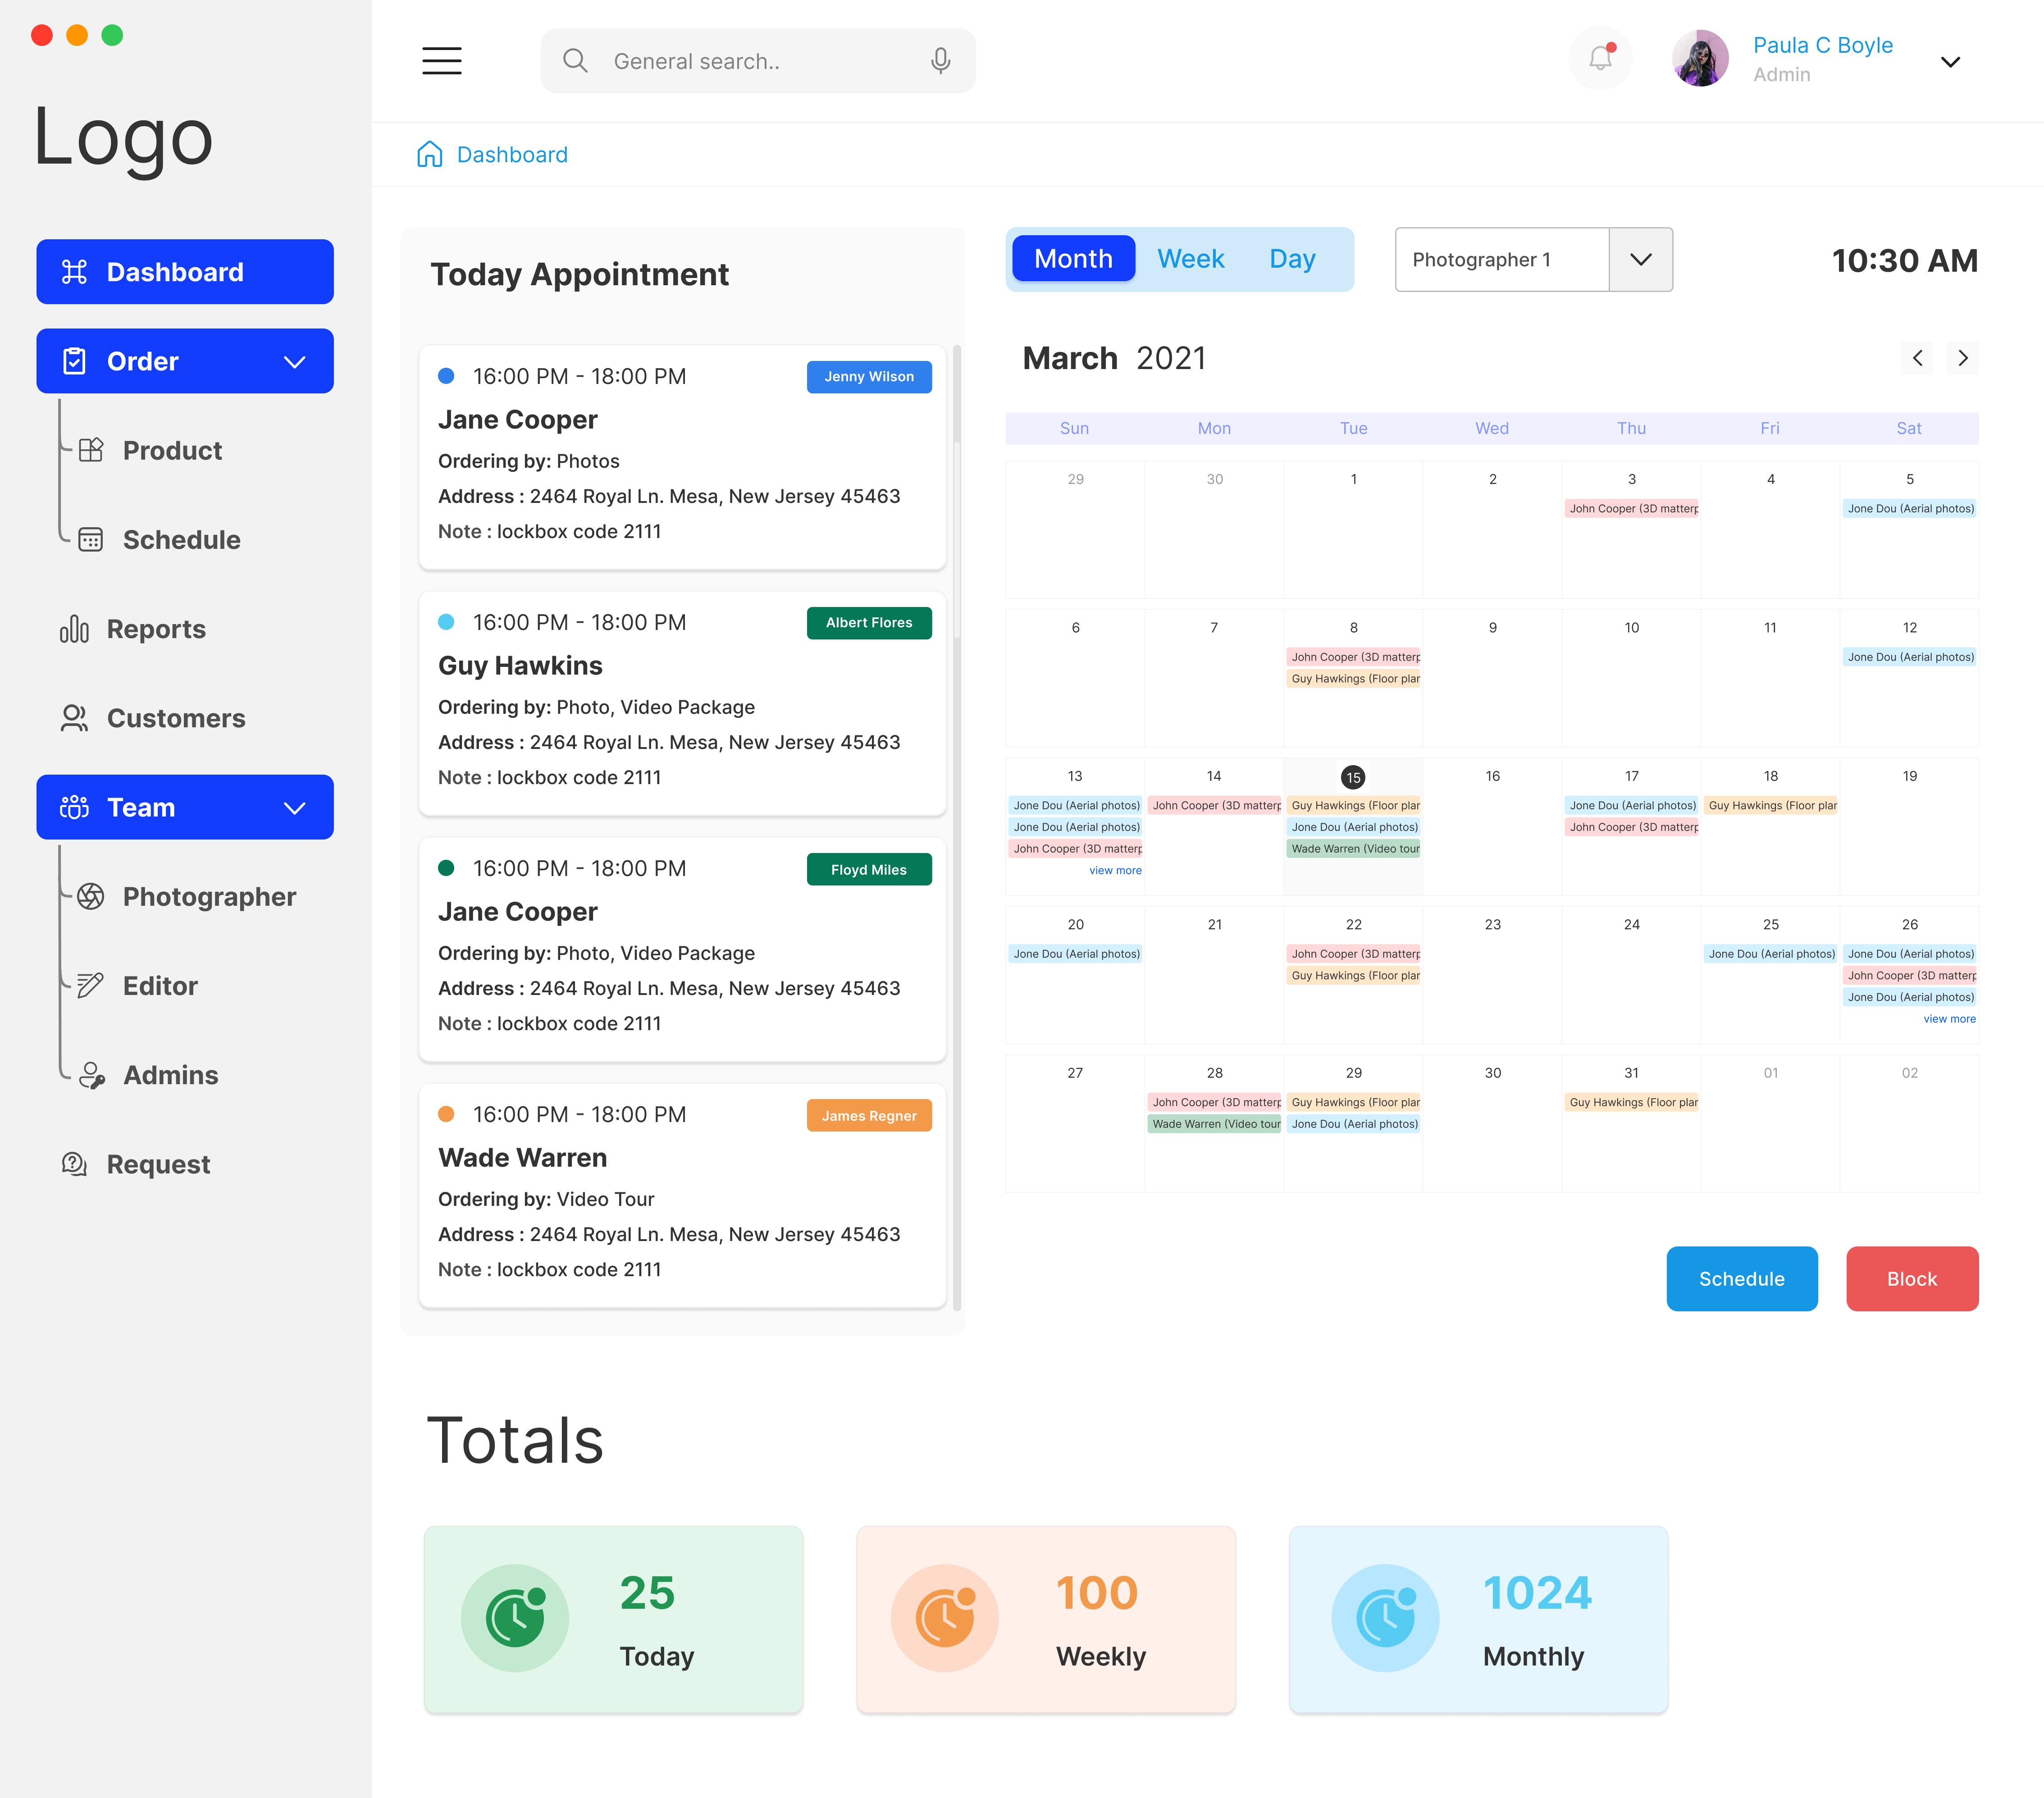 Logo
Dashboard
Order
Product
Schedule
Reports
Customers
Team
Photographer
Editor
Admins
Request
General search..
Paula C Boyle
Admin
Dashboard
Today Appointment
16:00 PM - 18:00 PM Jenny Wilson
Jane Cooper
Ordering by: Photos
Address : 2464 Royal Ln. Mesa, New Jersey 45463
Note : lockbox code 2111
16:00 PM - 18:00 PM Albert Flores
Guy Hawkins
Ordering by: Photo, Video Package
Address : 2464 Royal Ln. Mesa, New Jersey 45463
Note : lockbox code 2111
16:00 PM - 18:00 PM Floyd Miles
Jane Cooper
Ordering by: Photo, Video Package
Address : 2464 Royal Ln. Mesa, New Jersey 45463
Note : lockbox code 2111
16:00 PM - 18:00 PM James Regner
Wade Warren
Ordering by: Video Tour
Address : 2464 Royal Ln. Mesa, New Jersey 45463
Note : lockbox code 2111
Month Week Day Photographer 1 10:30 AM
March 2021
Sun Mon Tue Wed Thu Fri Sat
29 30 1 2 3 4 5
John Cooper (3D matterp Jone Dou (Aerial photos)
6 7 8 9 10 11 12
John Cooper (3D matterp Jone Dou (Aerial photos)
Guy Hawkings (Floor plar
13 14 15 16 17 18 19
Jone Dou (Aerial photos) John Cooper (3D matterp Guy Hawkings (Floor plar Jone Dou (Aerial photos) Guy Hawkings (Floor plar
Jone Dou (Aerial photos) Jone Dou (Aerial photos) John Cooper (3D matterp
John Cooper (3D matterp Wade Warren (Video tour
view more
20 21 22 23 24 25 26
Jone Dou (Aerial photos) John Cooper (3D matterp Jone Dou (Aerial photos) Jone Dou (Aerial photos)
Guy Hawkings (Floor plar John Cooper (3D matterp
Jone Dou (Aerial photos)
view more
27 28 29 30 31 01 02
John Cooper (3D matterp Guy Hawkings (Floor plar Guy Hawkings (Floor plar
Wade Warren (Video tour Jone Dou (Aerial photos)
Schedule Block
Totals
25
Today
100
Weekly
1024
Monthly